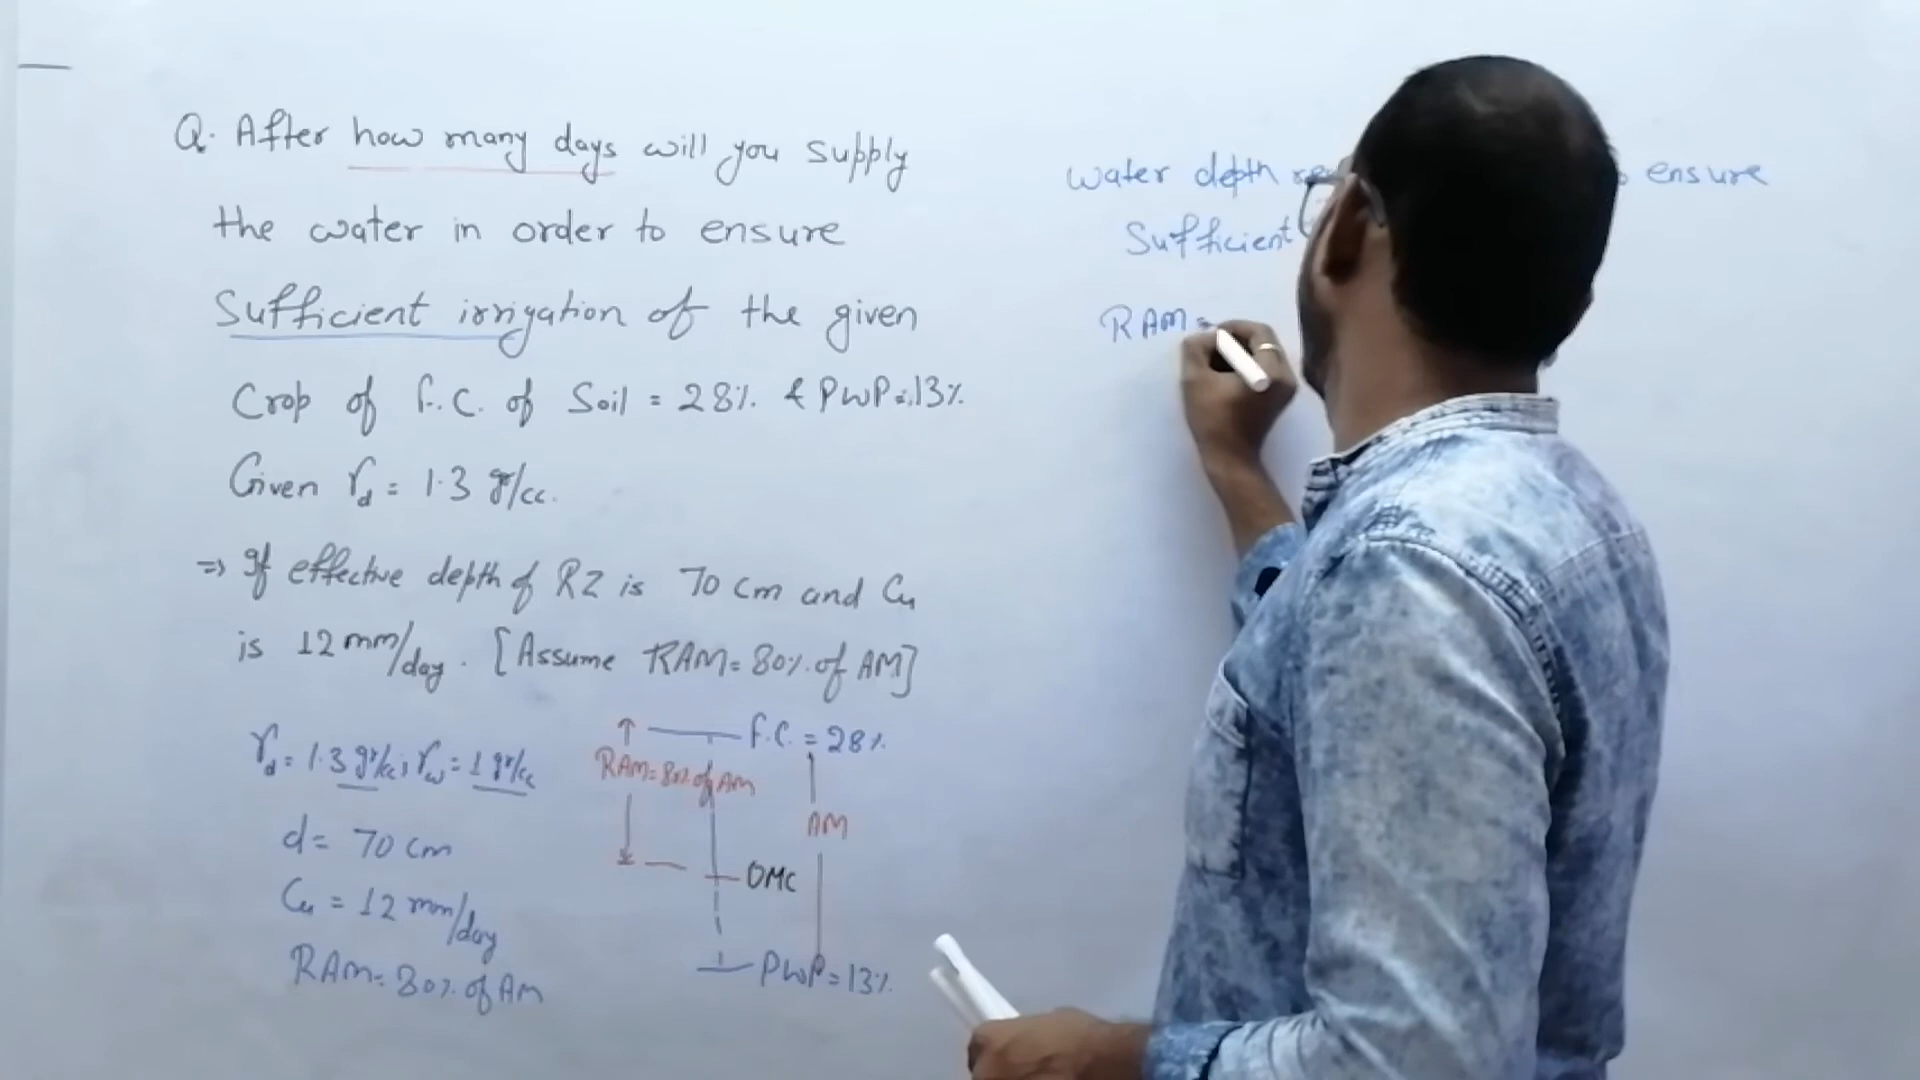 Q. After how many days will you supply
the water in order to ensure
Sufficient irrigation of the given
Crop of F.C. of Soil = 28% & PWP = 13%.
Given γd = 1.3 gr/cc.
⇒ If effective depth of RZ is 70 cm and Cu
is 12 mm/day. [Assume RAM = 80% of AM]
γd = 1.3 gr/cc; γw = 1 gr/cc
d = 70 cm
Cu = 12 mm/day
RAM = 80% of AM
F.C. = 28%
RAM = 80% of AM
AM
OMC
PWP = 13%
water depth ensure
Sufficient
RAM =